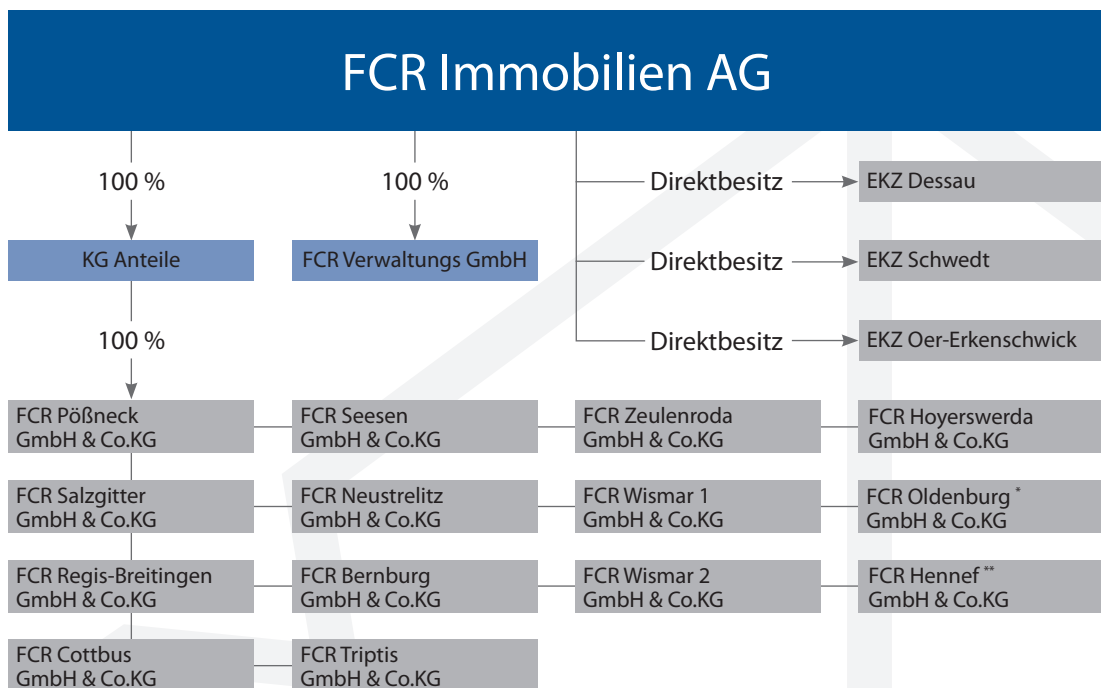 FCR Immobilien AG
100 %
100 %
Direktbesitz
EKZ Dessau
KG Anteile
FCR Verwaltungs GmbH
Direktbesitz
EKZ Schwedt
100 %
Direktbesitz
EKZ Oer-Erkenschwick
FCR Pößneck
GmbH & Co.KG
FCR Seesen
GmbH & Co.KG
FCR Zeulenroda
GmbH & Co.KG
FCR Hoyerswerda
GmbH & Co.KG
FCR Salzgitter
GmbH & Co.KG
FCR Neustrelitz
GmbH & Co.KG
FCR Wismar 1
GmbH & Co.KG
FCR Oldenburg *
GmbH & Co.KG
FCR Regis-Breitingen
GmbH & Co.KG
FCR Bernburg
GmbH & Co.KG
FCR Wismar 2
GmbH & Co.KG
FCR Hennef **
GmbH & Co.KG
FCR Cottbus
GmbH & Co.KG
FCR Triptis
GmbH & Co.KG